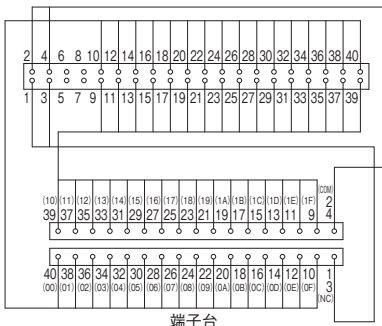 2 4 6 8 10 12 14 16 18 20 22 24 26 28 30 32 34 36 38 40
1 3 5 7 9 11 13 15 17 19 21 23 25 27 29 31 33 35 37 39
(COM)
(10) (11) (12) (13) (14) (15) (16) (17) (18) (19) (1A) (1B) (1C) (1D) (1E) (1F) 2
39 37 35 33 31 29 27 25 23 21 19 17 15 13 11 9 4
40 38 36 34 32 30 28 26 24 22 20 18 16 14 12 10 1
(00) (01) (02) (03) (04) (05) (06) (07) (08) (09) (0A) (0B) (0C) (0D) (0E) (0F) 3
(NC)
端子台